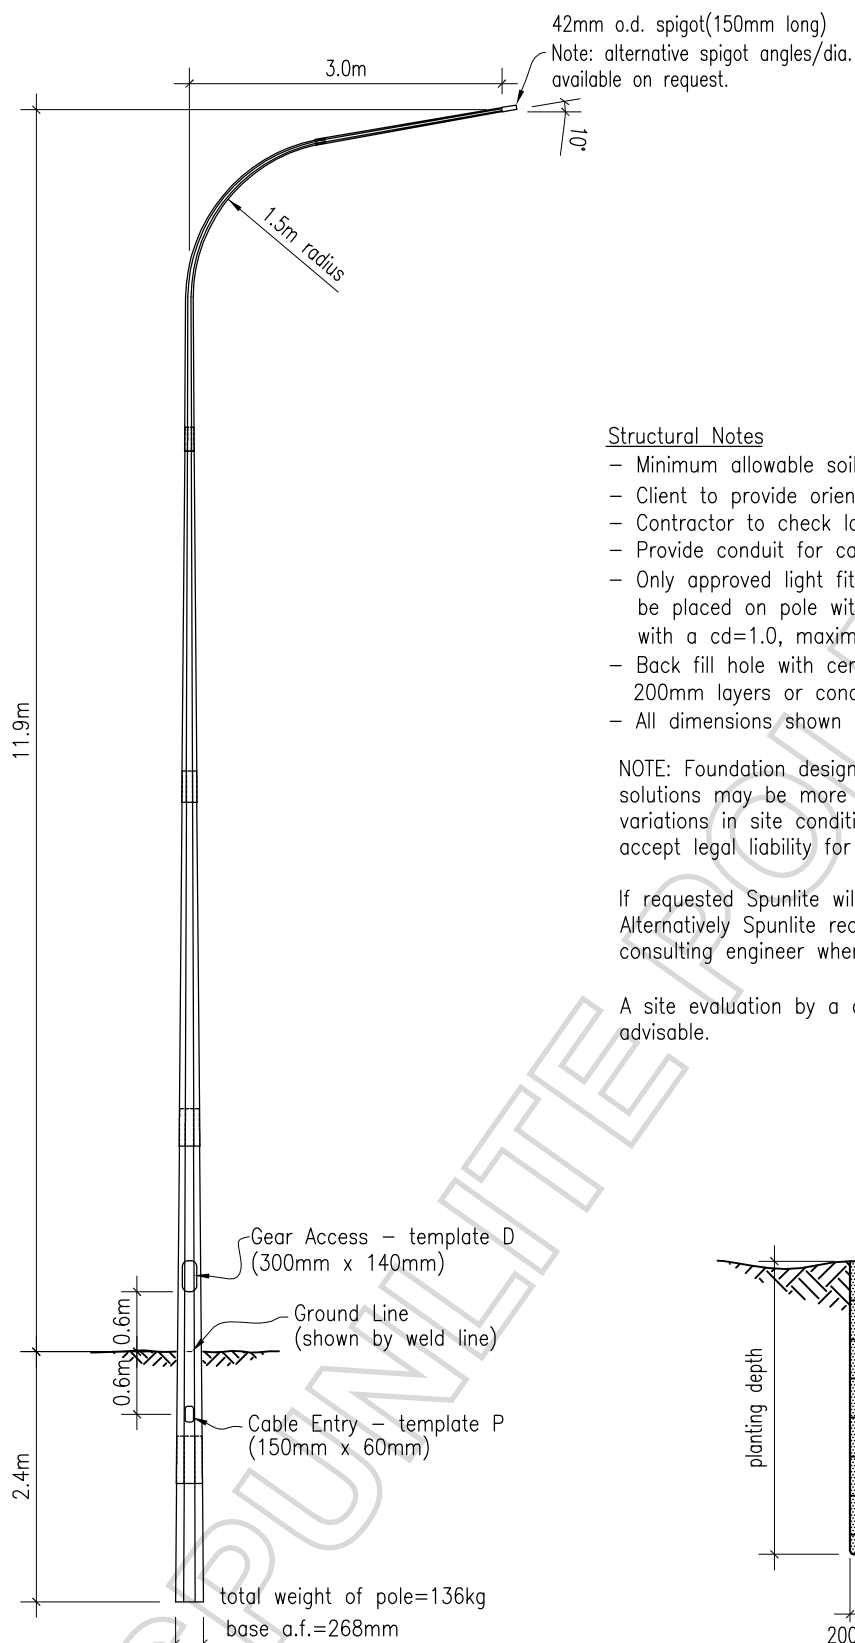 42mm o.d. spigot(150mm long)
Note: alternative spigot angles/dia.
available on request.
3.0m
10°
1.5m radius
11.9m
Structural Notes
– Minimum allowable soil
– Client to provide orien
– Contractor to check lo
– Provide conduit for ca
– Only approved light fit
be placed on pole wit
with a cd=1.0, maxim
– Back fill hole with cer
200mm layers or conc
– All dimensions shown
NOTE: Foundation design
solutions may be more
variations in site conditi
accept legal liability for
If requested Spunlite wil
Alternatively Spunlite rec
consulting engineer wher
A site evaluation by a c
advisable.
Gear Access – template D
(300mm x 140mm)
0.6m
Ground Line
(shown by weld line)
0.6m
Cable Entry – template P
(150mm x 60mm)
2.4m
planting depth
total weight of pole=136kg
base a.f.=268mm
200
SPUNLITE POL